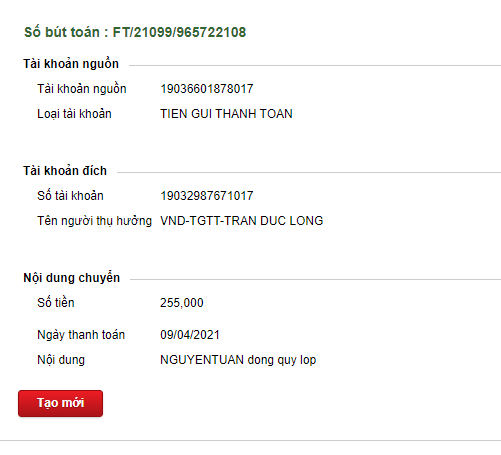 Số bút toán : FT/21099/965722108
Tài khoản nguồn
Tài khoản nguồn 19036601878017
Loại tài khoản TIEN GUI THANH TOAN
Tài khoản đích
Số tài khoản 19032987671017
Tên người thụ hưởng VND-TGTT-TRAN DUC LONG
Nội dung chuyển
Số tiền 255,000
Ngày thanh toán 09/04/2021
Nội dung NGUYENTUAN dong quy lop
Tạo mới